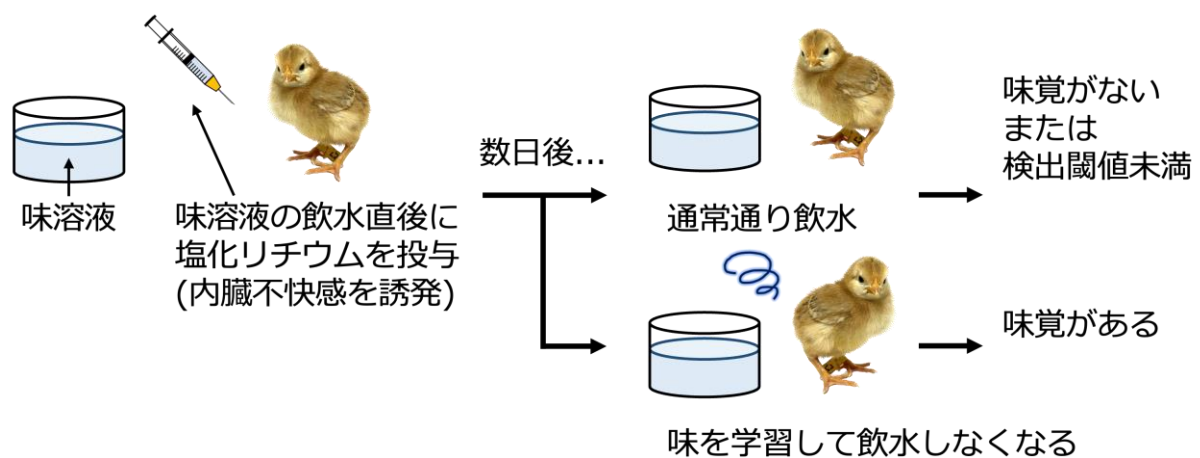 味溶液
味溶液の飲水直後に
塩化リチウムを投与
(内臓不快感を誘発)
数日後...
通常通り飲水
味覚がない
または
検出閾値未満
味を学習して飲水しなくなる
味覚がある